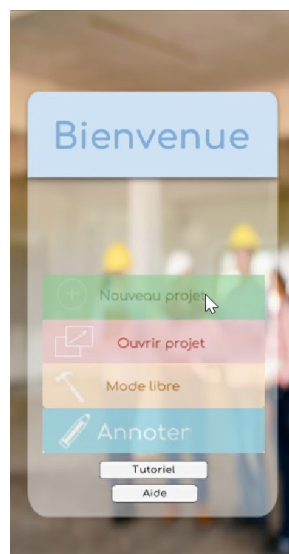 Bienvenue
Nouveau projet
Ouvrir projet
Mode libre
Annoter
Tutoriel
Aide